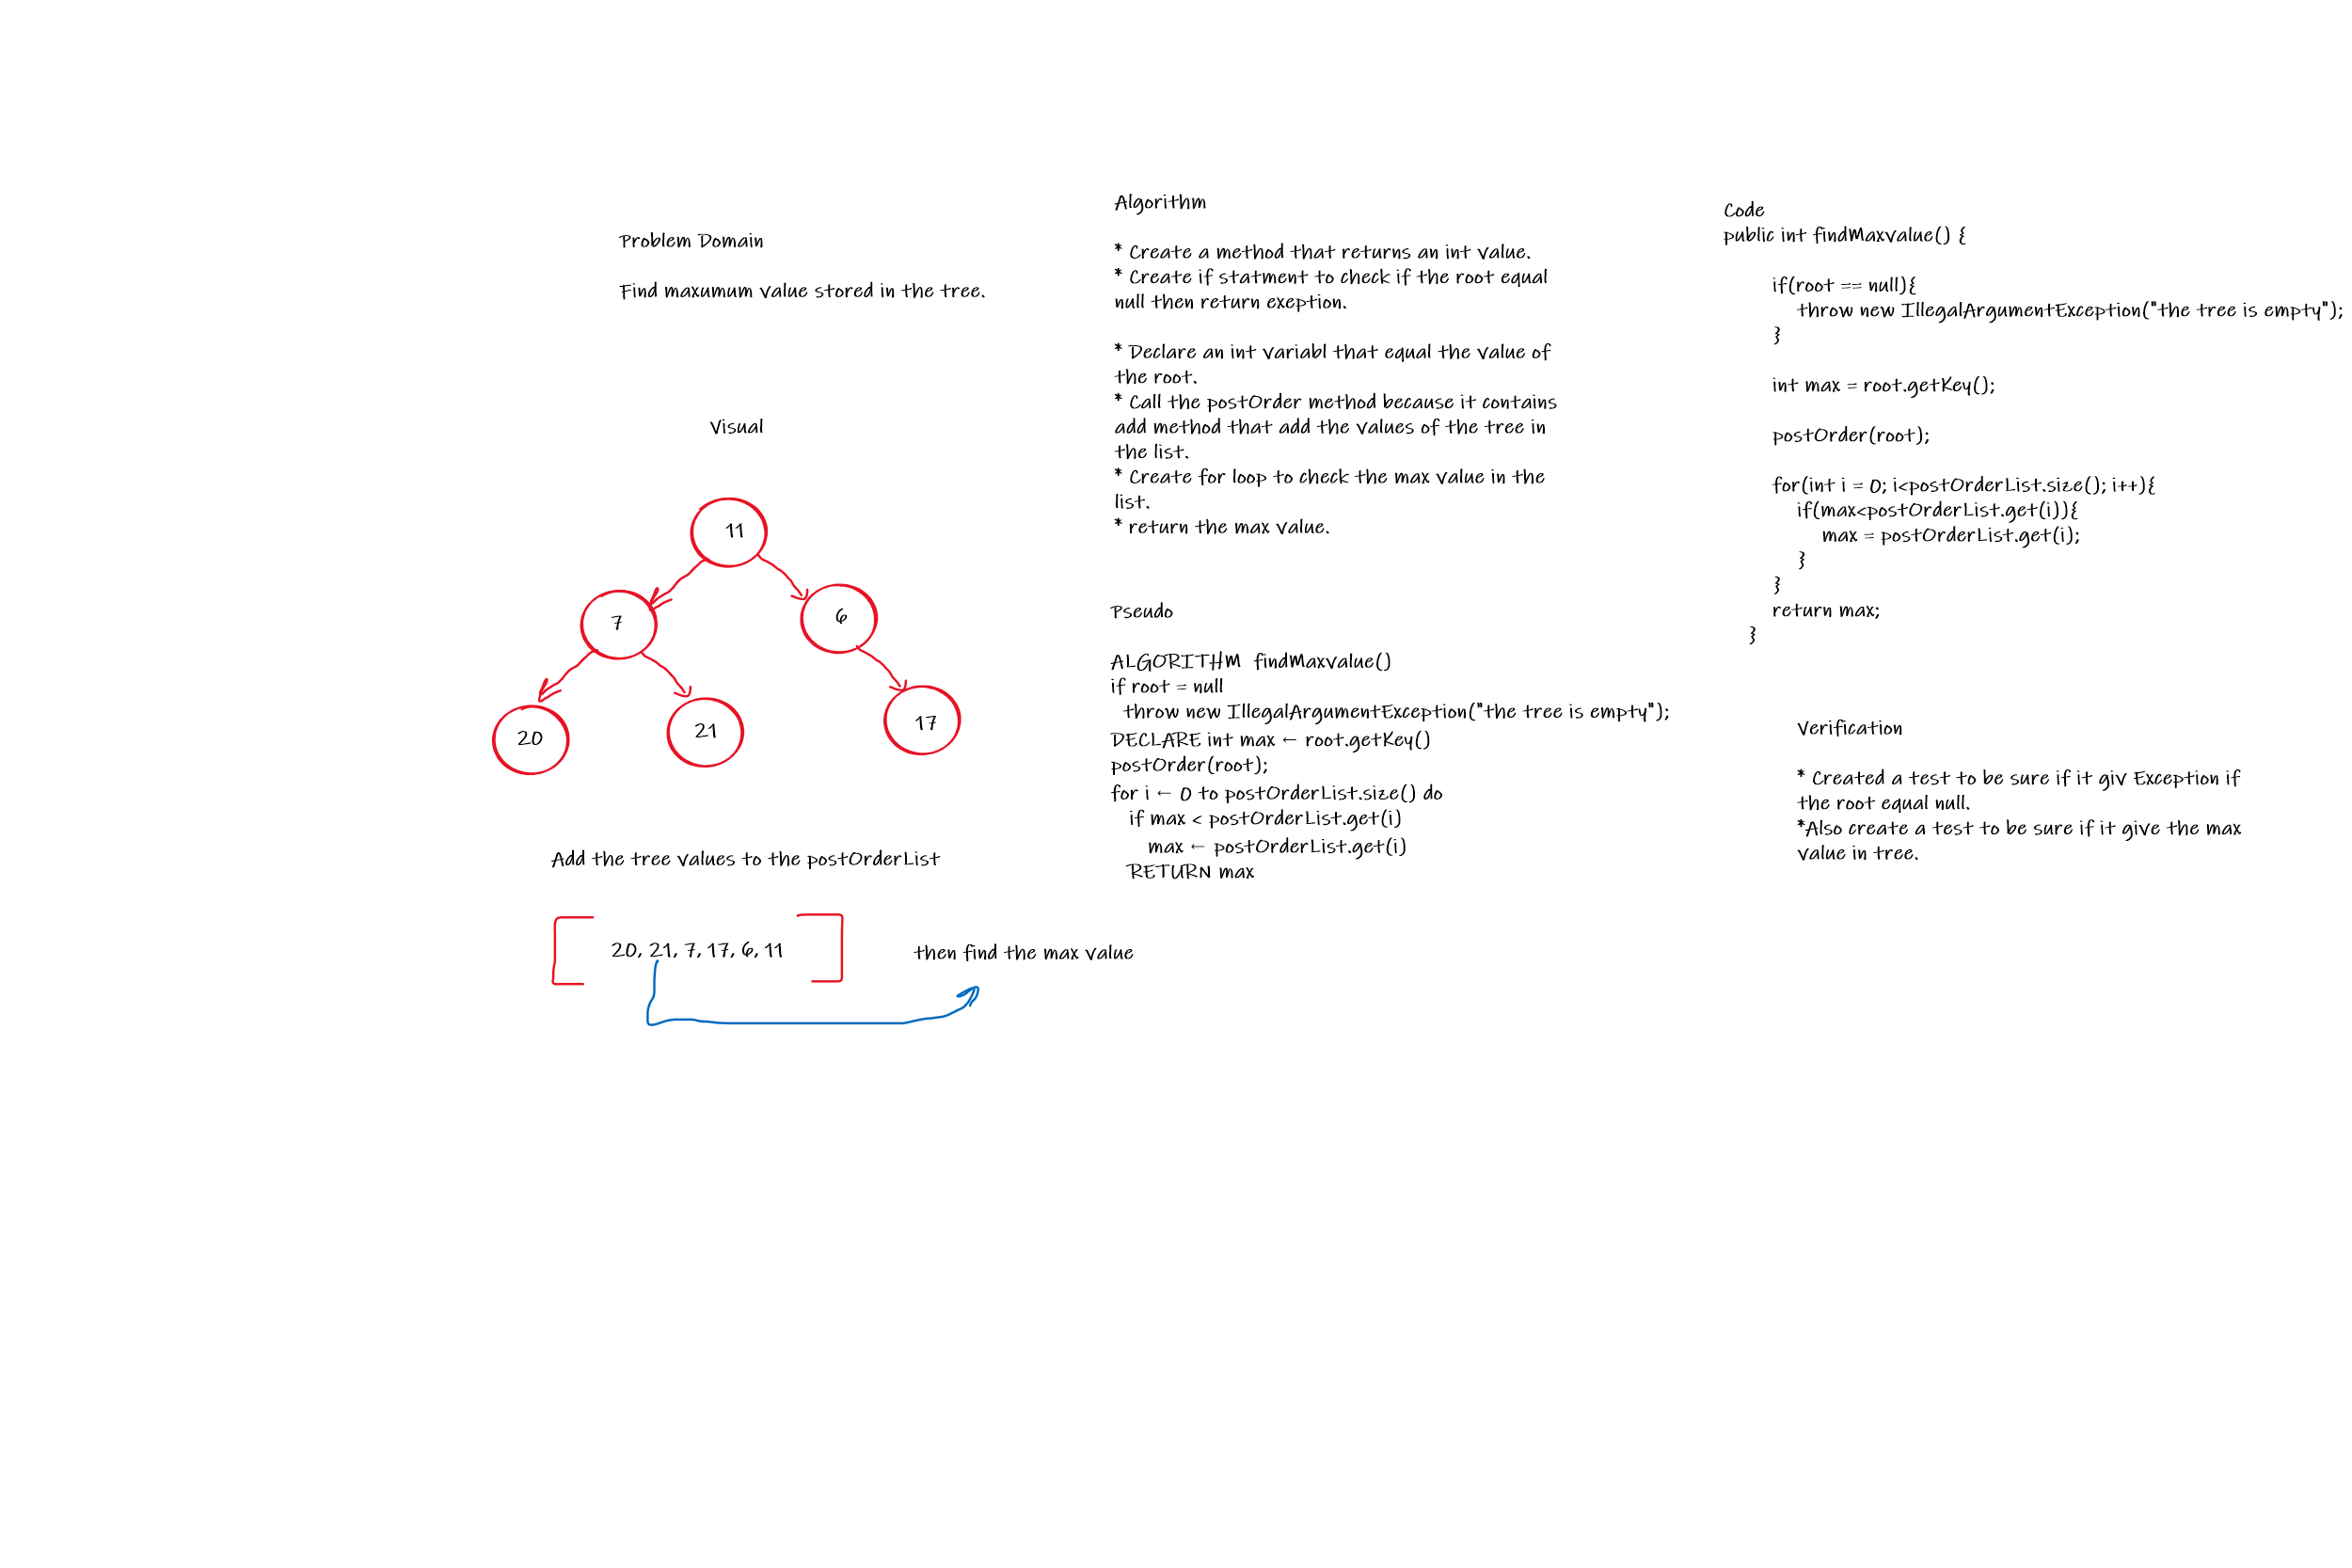 Problem Domain
Find maxumum value stored in the tree.
Visual
11
7
6
20
21
17
Add the tree values to the postOrderList
20, 21, 7, 17, 6, 11
then find the max value
Algorithm
* Create a method that returns an int value.
* Create if statment to check if the root equal
null then return exeption.
* Declare an int variabl that equal the value of
the root.
* Call the postOrder method because it contains
add method that add the values of the tree in
the list.
* Create for loop to check the max value in the
list.
* return the max value.
Pseudo
ALGORITHM findMaxvalue()
if root = null
throw new IllegalArgumentException("the tree is empty");
DECLARE int max ← root.getKey()
postOrder(root);
for i ← 0 to postOrderList.size() do
if max < postOrderList.get(i)
max ← postOrderList.get(i)
RETURN max
Code
public int findMaxvalue() {
if(root == null){
throw new IllegalArgumentException("the tree is empty");
}
int max = root.getKey();
postOrder(root);
for(int i = 0; i<postOrderList.size(); i++){
if(max<postOrderList.get(i)){
max = postOrderList.get(i);
}
}
return max;
}
Verification
* Created a test to be sure if it giv Exception if
the root equal null.
*Also create a test to be sure if it give the max
value in tree.